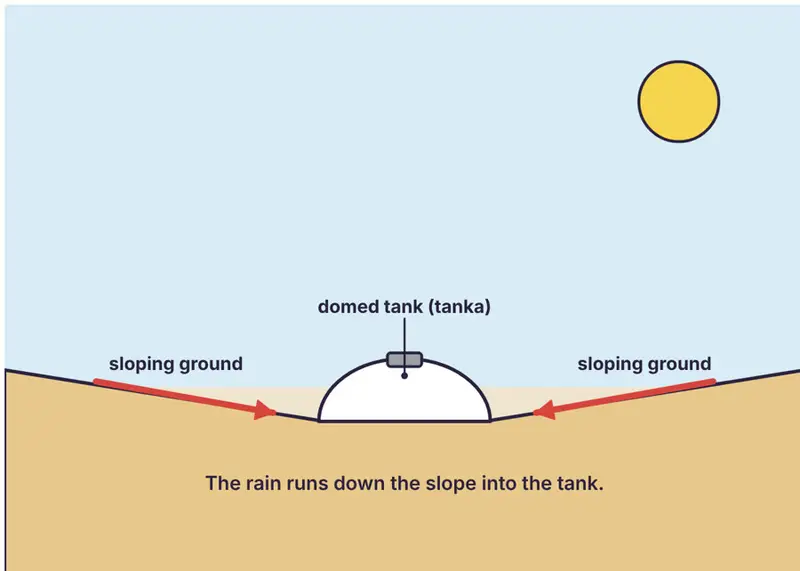 domed tank (tanka)
sloping ground
sloping ground
The rain runs down the slope into the tank.